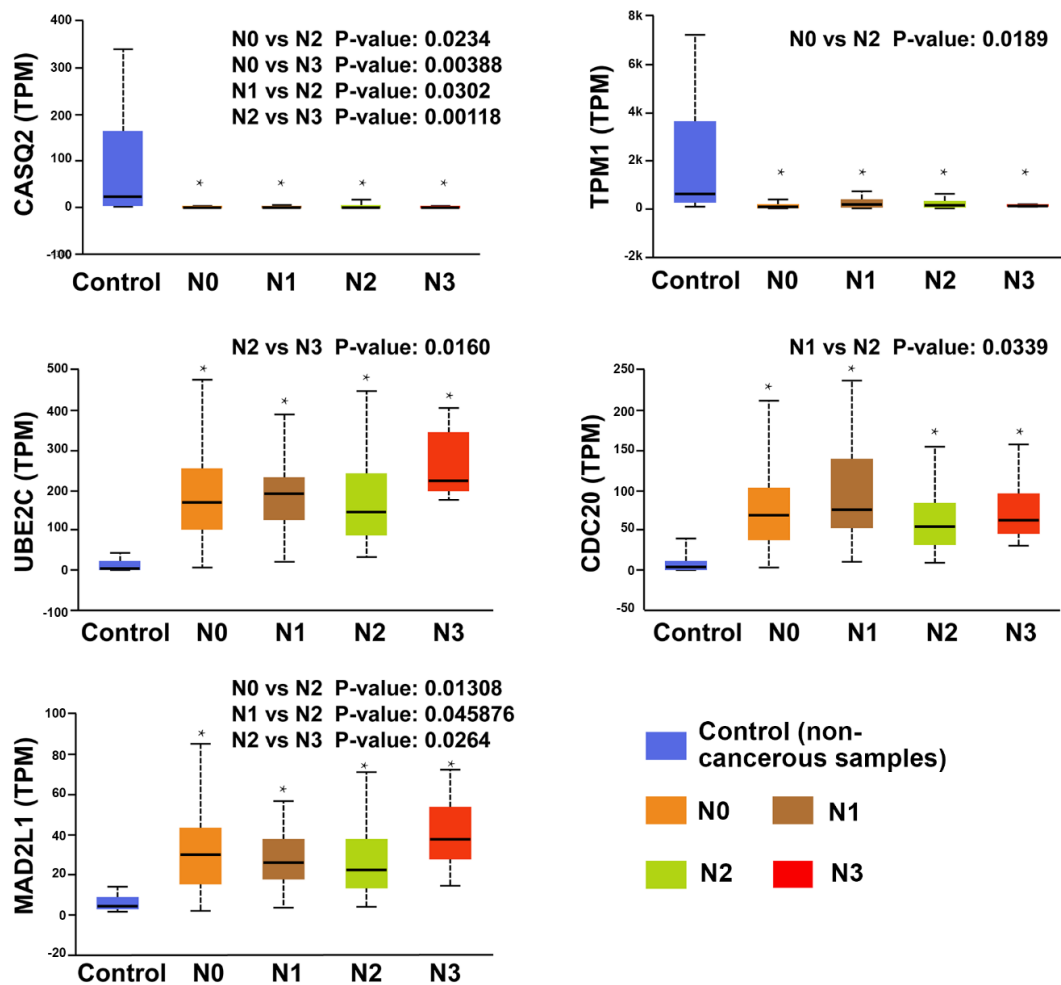 N0 vs N2 P-value: 0.0234
N0 vs N3 P-value: 0.00388
N1 vs N2 P-value: 0.0302
N2 vs N3 P-value: 0.00118
CASQ2 (TPM)
400
300
200
100
0
-100
* * * *
Control N0 N1 N2 N3
N0 vs N2 P-value: 0.0189
TPM1 (TPM)
8k
6k
4k
2k
0
-2k
* * * *
Control N0 N1 N2 N3
N2 vs N3 P-value: 0.0160
UBE2C (TPM)
500
400
300
200
100
0
-100
* * * *
Control N0 N1 N2 N3
N1 vs N2 P-value: 0.0339
CDC20 (TPM)
250
200
150
100
50
0
-50
* * * *
Control N0 N1 N2 N3
N0 vs N2 P-value: 0.01308
N1 vs N2 P-value: 0.045876
N2 vs N3 P-value: 0.0264
MAD2L1 (TPM)
100
80
60
40
20
0
-20
* * * *
Control N0 N1 N2 N3
Control (non-
cancerous samples)
N0 N1
N2 N3